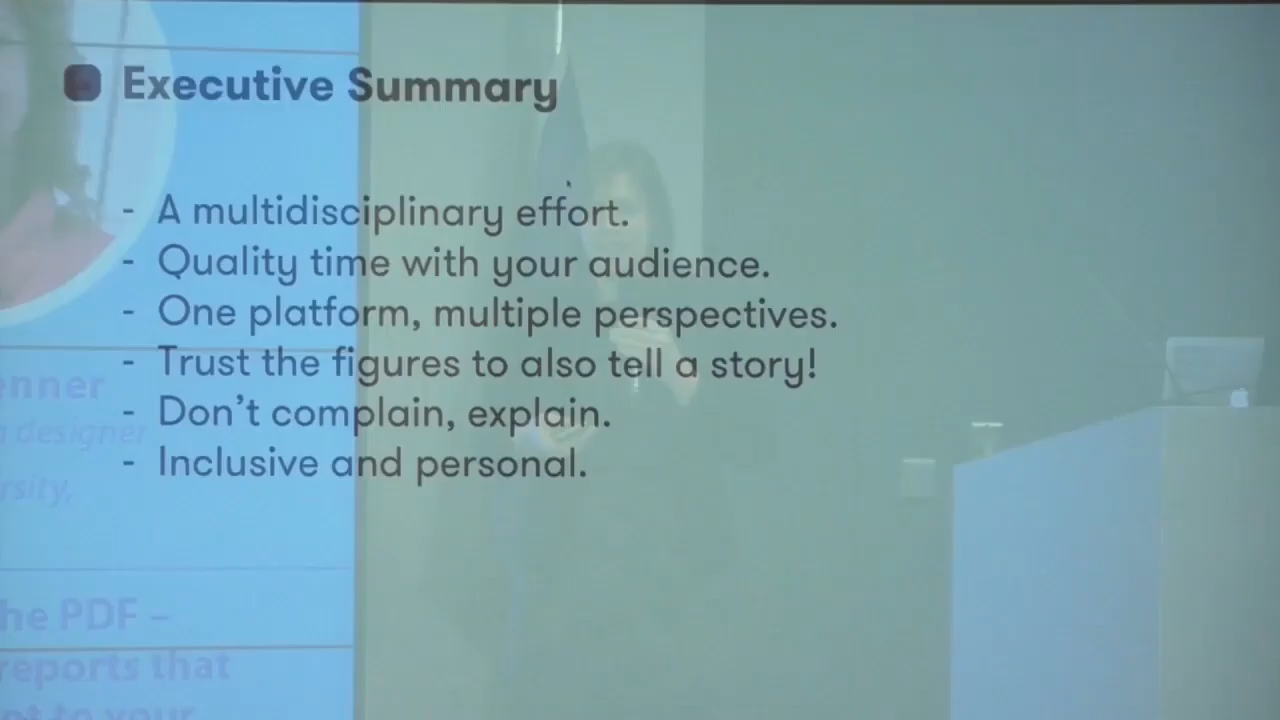 Executive Summary
- A multidisciplinary effort.
- Quality time with your audience.
- One platform, multiple perspectives.
- Trust the figures to also tell a story!
- Don't complain, explain.
- Inclusive and personal.
enner
designer
rsity,
he PDF –
reports that
to your